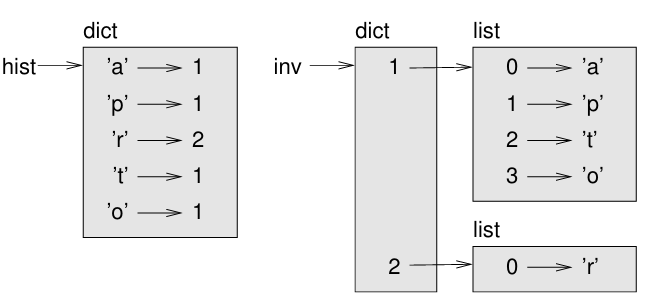 dict
hist 'a' 1
'p' 1
'r' 2
't' 1
'o' 1
dict
inv 1
2
list
0 'a'
1 'p'
2 't'
3 'o'
list
0 'r'